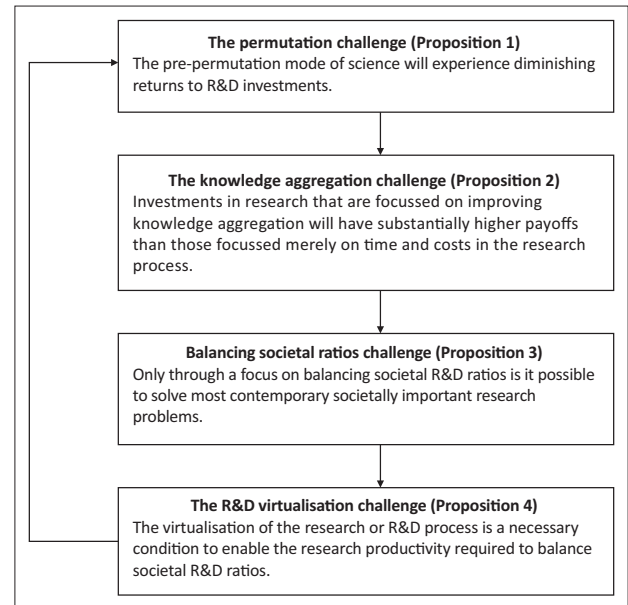 The permutation challenge (Proposition 1)
The pre-permutation mode of science will experience diminishing
returns to R&D investments.
The knowledge aggregation challenge (Proposition 2)
Investments in research that are focussed on improving
knowledge aggregation will have substantially higher payoffs
than those focussed merely on time and costs in the research
process.
Balancing societal ratios challenge (Proposition 3)
Only through a focus on balancing societal R&D ratios is it possible
to solve most contemporary societally important research
problems.
The R&D virtualisation challenge (Proposition 4)
The virtualisation of the research or R&D process is a necessary
condition to enable the research productivity required to balance
societal R&D ratios.